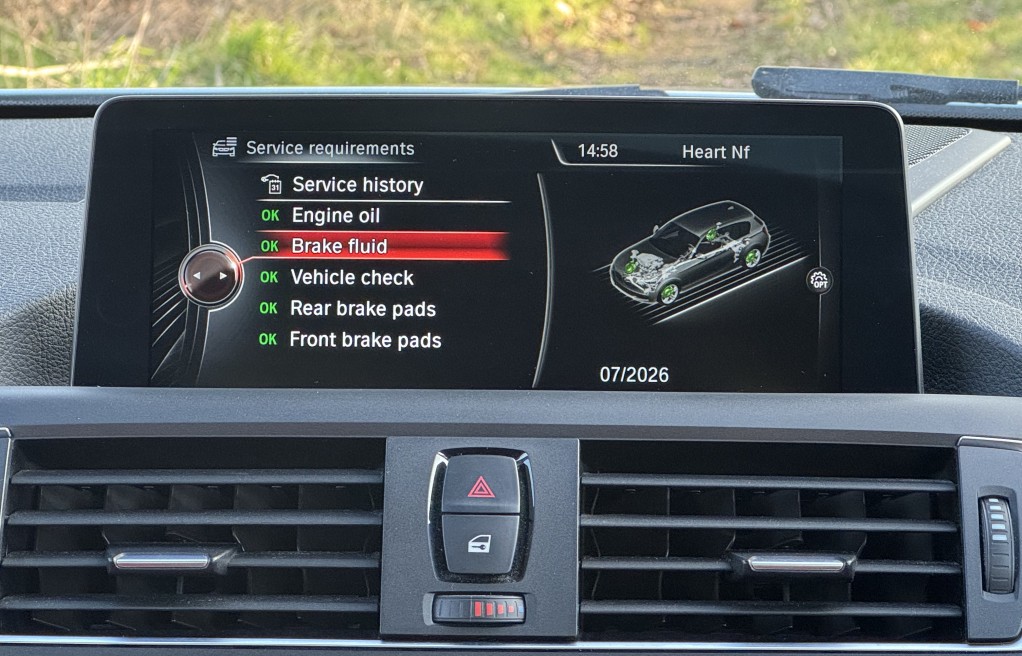 Service requirements
14:58
Heart Nf
31
Service history
OK Engine oil
OK Brake fluid
OK Vehicle check
OK Rear brake pads
OK Front brake pads
OPT
07/2026